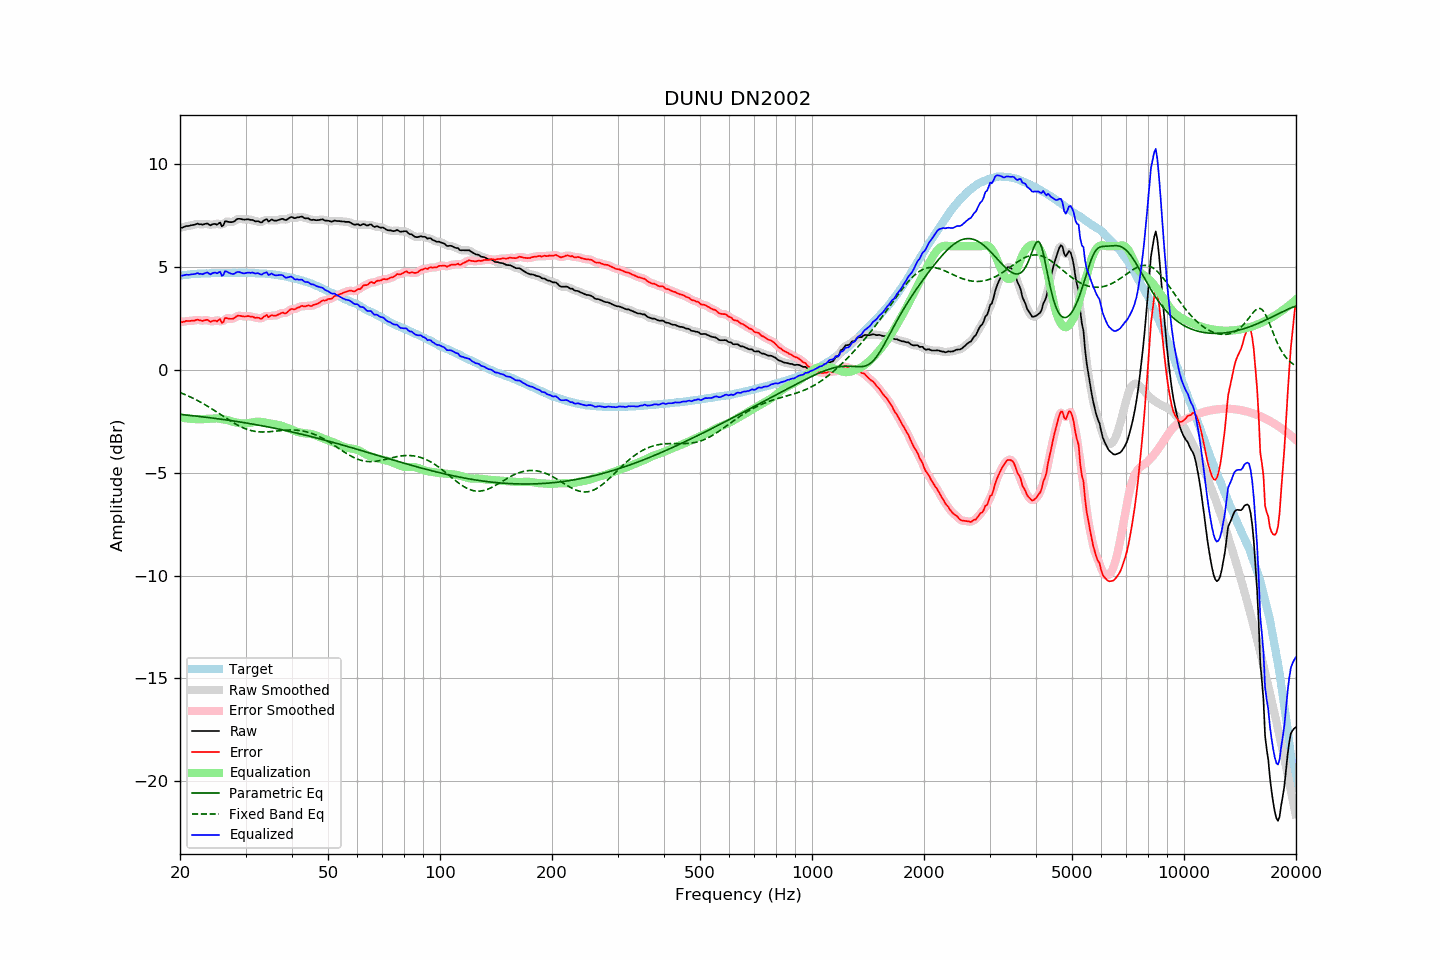 DUNU DN2002
Amplitude (dBr)
10
5
0
−5
−10
−15
−20
Target
Raw Smoothed
Error Smoothed
Raw
Error
Equalization
Parametric Eq
Fixed Band Eq
Equalized
20
50
100
200
500
1000
2000
5000
10000
20000
Frequency (Hz)